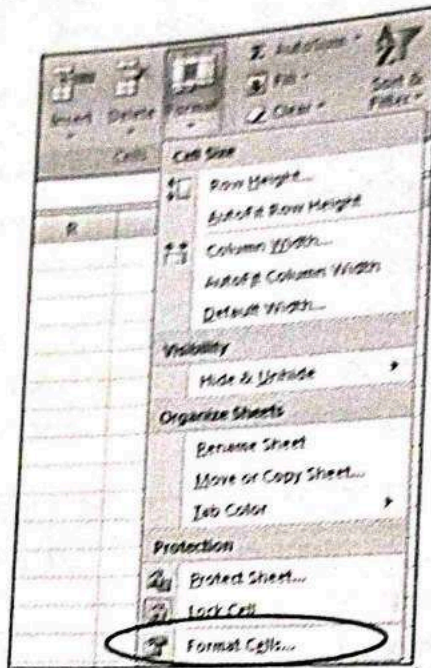 Insert Delete Format
Σ AutoSum
Fill
Clear
Sort &
Filter
Cells
R
Cell Size
Row Height...
AutoFit Row Height
Column Width...
AutoFit Column Width
Default Width...
Visibility
Hide & Unhide
Organize Sheets
Rename Sheet
Move or Copy Sheet...
Tab Color
Protection
Protect Sheet...
Lock Cell
Format Cells...